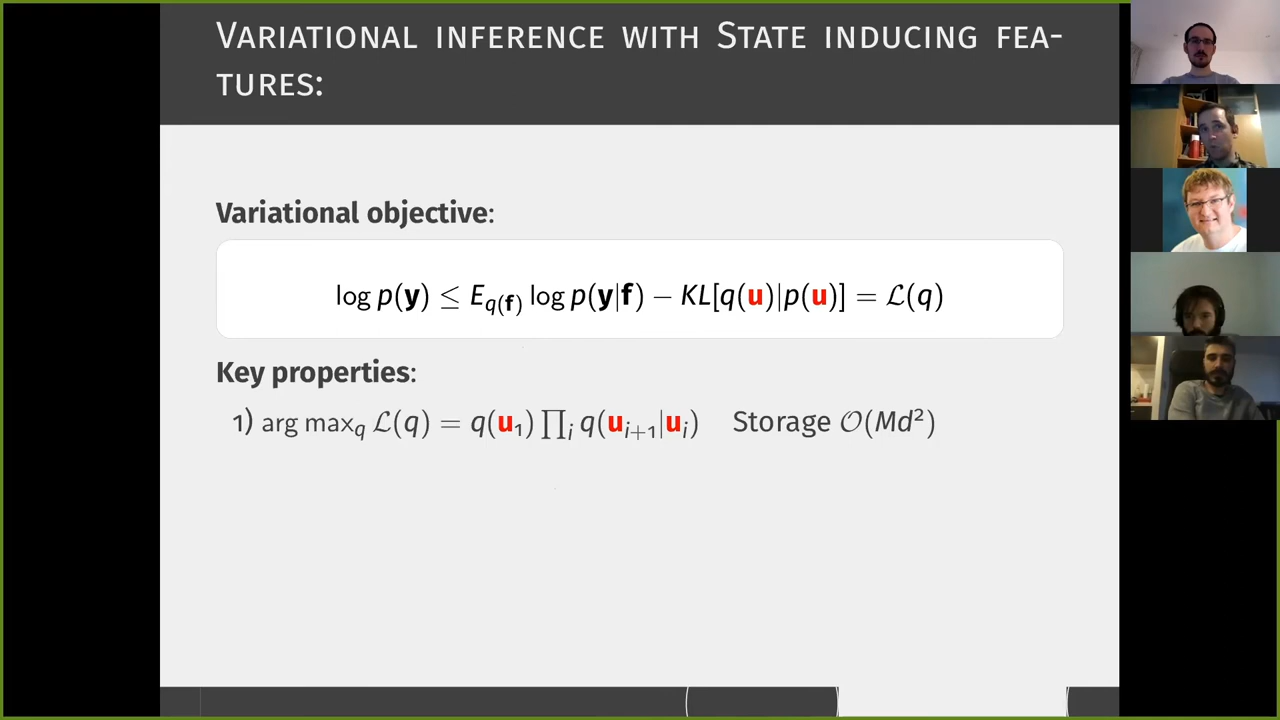 VARIATIONAL INFERENCE WITH STATE INDUCING FEA-
TURES:
Variational objective:
log p(y) ≤ E_{q(f)} log p(y|f) − KL[q(u)|p(u)] = ℒ(q)
Key properties:
1) arg max_q ℒ(q) = q(u₁) ∏_i q(u_{i+1}|u_i) Storage 𝒪(Md²)